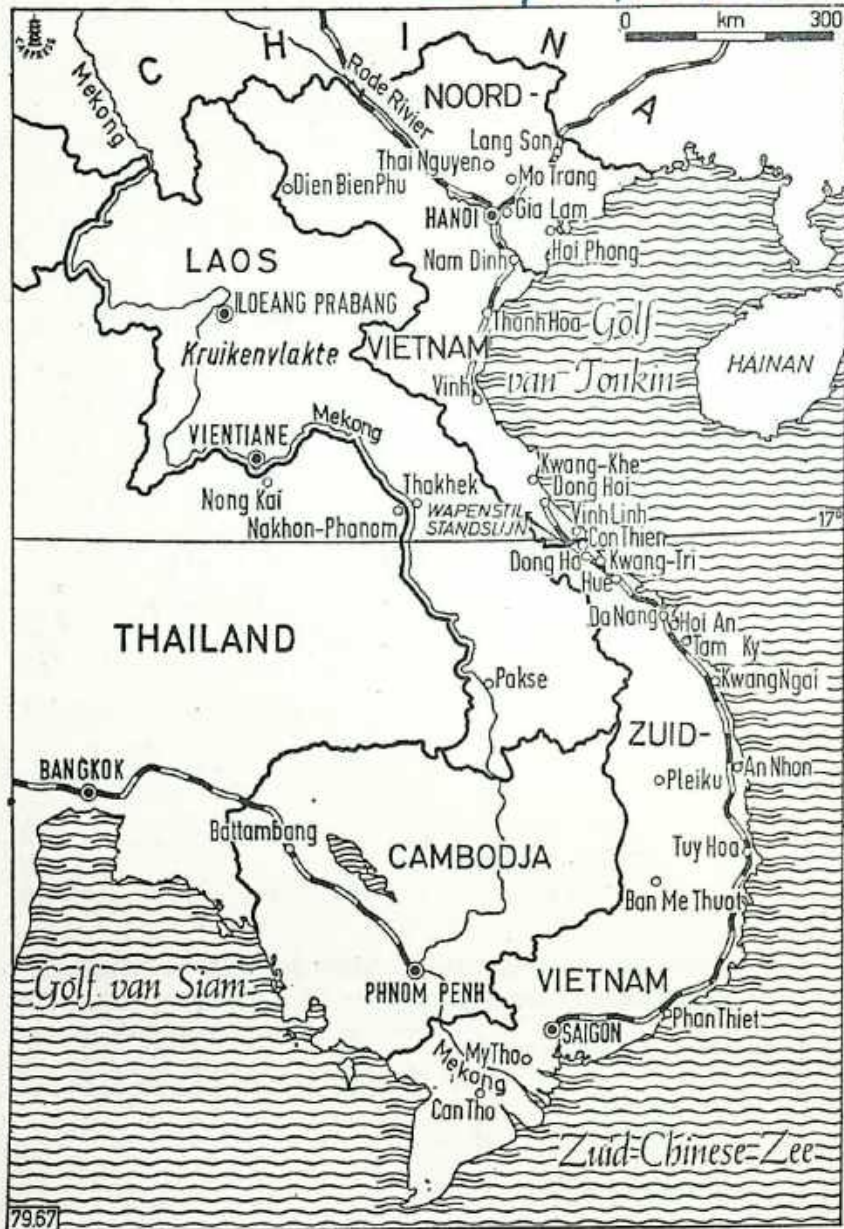 0 km 300
C H I N A
CARPRESS
Mekong
Rode Rivier
NOORD-
Lang Son
Thai Nguyen
Mo Trang
Dien Bien Phu
HANOI
Gia Lam
Hai Phong
LAOS
Nam Dinh
LOEANG PRABANG
Thanh Hoa
Golf
VIETNAM
Kruikenvlakte
van Tonkin
HAINAN
Vinh
Mekong
VIENTIANE
Kwang-Khe
Nong Kai
Thakhek
Dong Hoi
Nakhon-Phanom
WAPENSTIL
STANDSLIJN
Vinh Linh
17°
Con Thien
Dong Ha
Kwang-Tri
Hue
Da Nang
Hoi An
THAILAND
Tam Ky
Pakse
Kwang Ngai
ZUID-
BANGKOK
An Nhon
Pleiku
Battambang
CAMBODJA
Tuy Hoa
Ban Me Thuot
Golf van Siam
PHNOM PENH
VIETNAM
Phan Thiet
SAIGON
My Tho
Mekong
Can Tho
Zuid-Chinese-Zee
79.67